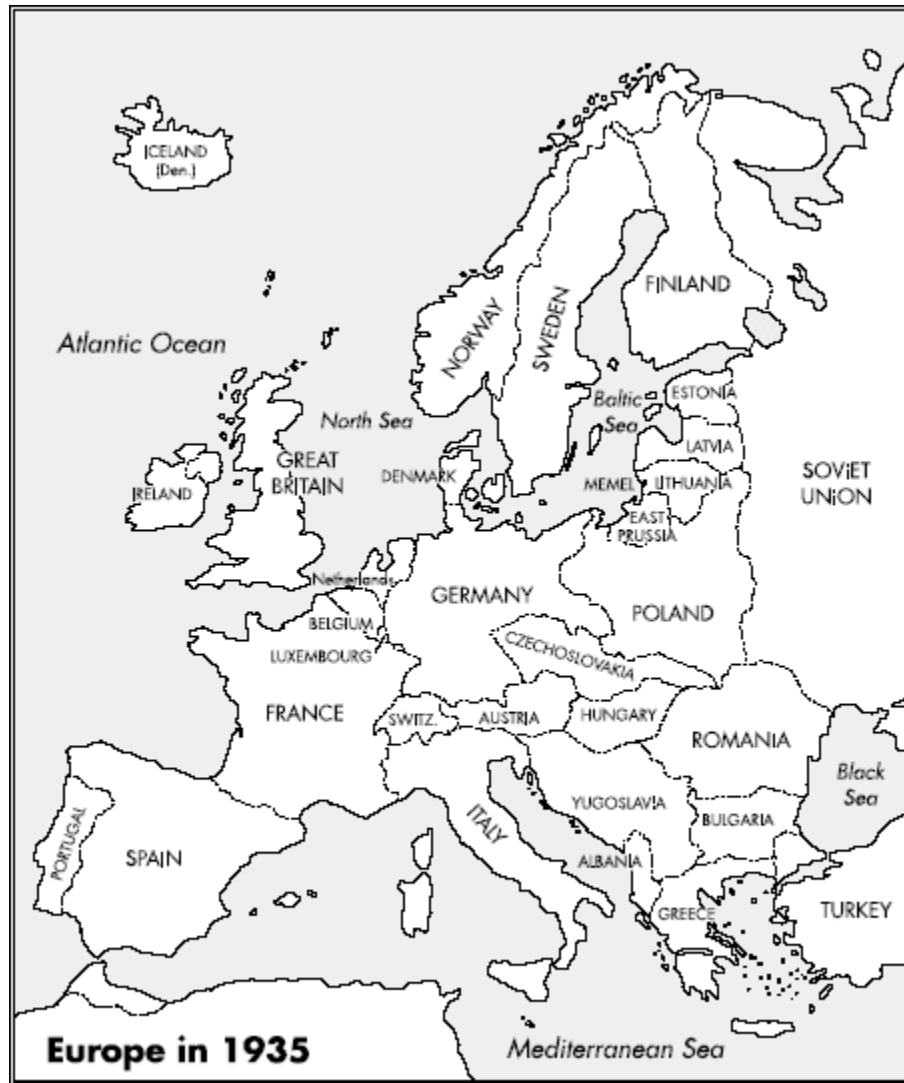 ICELAND
(Den.)
FINLAND
NORWAY
SWEDEN
Atlantic Ocean
ESTONIA
Baltic
Sea
North Sea
LATVIA
GREAT
BRITAIN
DENMARK
SOVIET
UNION
MEMEL
LITHUANIA
IRELAND
EAST
PRUSSIA
Netherlands
GERMANY
POLAND
BELGIUM
CZECHOSLOVAKIA
LUXEMBOURG
FRANCE
SWITZ.
AUSTRIA
HUNGARY
ROMANIA
Black
Sea
YUGOSLAVIA
ITALY
BULGARIA
PORTUGAL
SPAIN
ALBANIA
GREECE
TURKEY
Europe in 1935
Mediterranean Sea